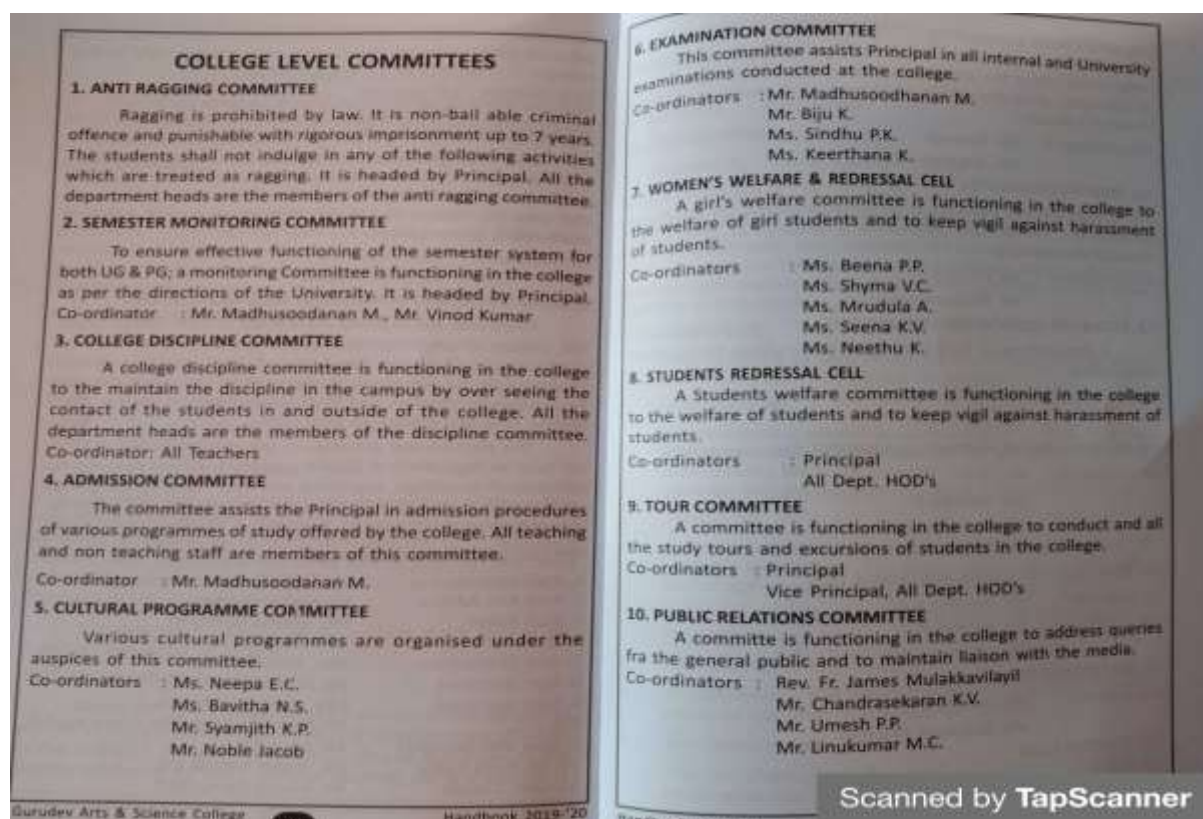 COLLEGE LEVEL COMMITTEES
1. ANTI RAGGING COMMITTEE
Ragging is prohibited by law. It is non-bail able criminal
offence and punishable with rigorous imprisonment up to 7 years.
The students shall not indulge in any of the following activities
which are treated as ragging. It is headed by Principal. All the
department heads are the members of the anti ragging committee.
2. SEMESTER MONITORING COMMITTEE
To ensure effective functioning of the semester system for
both UG & PG; a monitoring Committee is functioning in the college
as per the directions of the University. It is headed by Principal.
Co-ordinator : Mr. Madhusoodanan M., Mr. Vinod Kumar
3. COLLEGE DISCIPLINE COMMITTEE
A college discipline committee is functioning in the college
to the maintain the discipline in the campus by over seeing the
contact of the students in and outside of the college. All the
department heads are the members of the discipline committee.
Co-ordinator: All Teachers
4. ADMISSION COMMITTEE
The committee assists the Principal in admission procedures
of various programmes of study offered by the college. All teaching
and non teaching staff are members of this committee.
Co-ordinator : Mr. Madhusoodanan M.
5. CULTURAL PROGRAMME COMMITTEE
Various cultural programmes are organised under the
auspices of this committee.
Co-ordinators : Ms. Neepa E.C.
Ms. Bavitha N.S.
Mr. Syamjith K.P.
Mr. Noble Jacob
Gurudev Arts & Science College
Handbook 2019-'20
6. EXAMINATION COMMITTEE
This committee assists Principal in all internal and University
examinations conducted at the college.
Co-ordinators : Mr. Madhusoodhanan M.
Mr. Biju K.
Ms. Sindhu P.K.
Ms. Keerthana K.
7. WOMEN'S WELFARE & REDRESSAL CELL
A girl's welfare committee is functioning in the college to
the welfare of girl students and to keep vigil against harassment
of students.
Co-ordinators : Ms. Beena P.P.
Ms. Shyma V.C.
Ms. Mrudula A.
Ms. Seena K.V.
Ms. Neethu K.
8. STUDENTS REDRESSAL CELL
A Students welfare committee is functioning in the college
to the welfare of students and to keep vigil against harassment of
students.
Co-ordinators : Principal
All Dept. HOD's
9. TOUR COMMITTEE
A committee is functioning in the college to conduct and all
the study tours and excursions of students in the college.
Co-ordinators : Principal
Vice Principal, All Dept. HOD's
10. PUBLIC RELATIONS COMMITTEE
A committe is functioning in the college to address queries
fra the general public and to maintain liaison with the media.
Co-ordinators : Rev. Fr. James Mulakkavilayil
Mr. Chandrasekaran K.V.
Mr. Umesh P.P.
Mr. Linukumar M.C.
Scanned by TapScanner